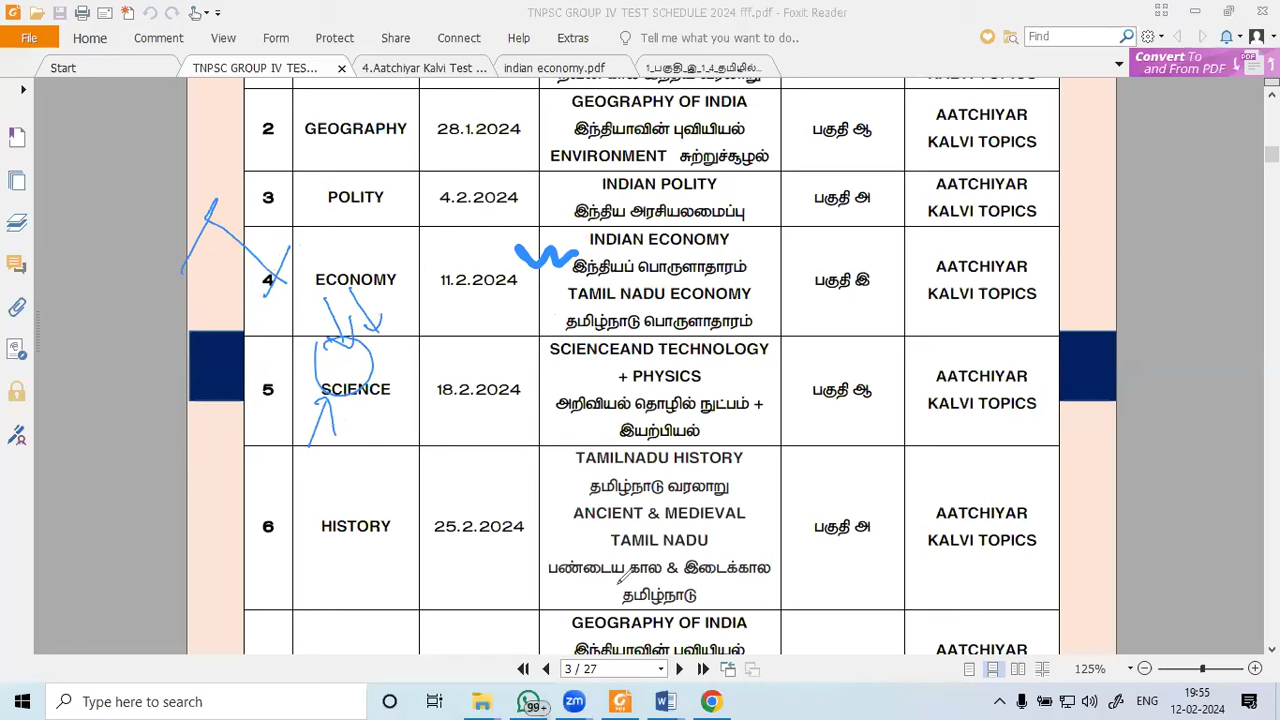 TNPSC GROUP IV TEST SCHEDULE 2024 fff.pdf - Foxit Reader
File Home Comment View Form Protect Share Connect Help Extras Tell me what you want to do.. Find
Start TNPSC GROUP IV TES... 4.Aatchiyar Kalvi Test ... indian economy.pdf 1_பகுதி_இ_1_4_தமிழில்... Convert To and From PDF
KALVI TOPICS
2 GEOGRAPHY 28.1.2024 GEOGRAPHY OF INDIA பகுதி ஆ AATCHIYAR
இந்தியாவின் புவியியல் KALVI TOPICS
ENVIRONMENT சுற்றுச்சூழல்
3 POLITY 4.2.2024 INDIAN POLITY பகுதி அ AATCHIYAR
இந்திய அரசியலமைப்பு KALVI TOPICS
4 ECONOMY 11.2.2024 INDIAN ECONOMY பகுதி இ AATCHIYAR
இந்தியப் பொருளாதாரம் KALVI TOPICS
TAMIL NADU ECONOMY
தமிழ்நாடு பொருளாதாரம்
5 SCIENCE 18.2.2024 SCIENCEAND TECHNOLOGY பகுதி ஆ AATCHIYAR
+ PHYSICS KALVI TOPICS
அறிவியல் தொழில் நுட்பம் +
இயற்பியல்
6 HISTORY 25.2.2024 TAMILNADU HISTORY பகுதி அ AATCHIYAR
தமிழ்நாடு வரலாறு KALVI TOPICS
ANCIENT & MEDIEVAL
TAMIL NADU
பண்டைய கால & இடைக்கால
தமிழ்நாடு
GEOGRAPHY OF INDIA
இந்தியாவின் புவியியல் AATCHIYAR
3 / 27 125%
Type here to search 99+ ENG 19:55
12-02-2024